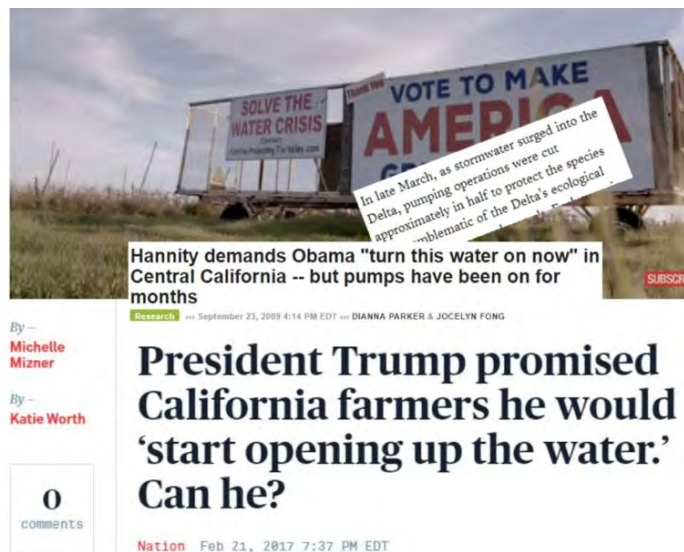 SOLVE THE
WATER CRISIS
Thank You
VOTE TO MAKE
AMERICA
In late March, as stormwater surged into the
Delta, pumping operations were cut
approximately in half to protect the species
emblematic of the Delta's ecological
Hannity demands Obama "turn this water on now" in
Central California -- but pumps have been on for
months
SUBSCR
Research September 23, 2009 4:14 PM EDT DIANNA PARKER & JOCELYN FONG
By –
Michelle
Mizner
By –
Katie Worth
President Trump promised
California farmers he would
‘start opening up the water.’
Can he?
0
comments
Nation Feb 21, 2017 7:37 PM EDT